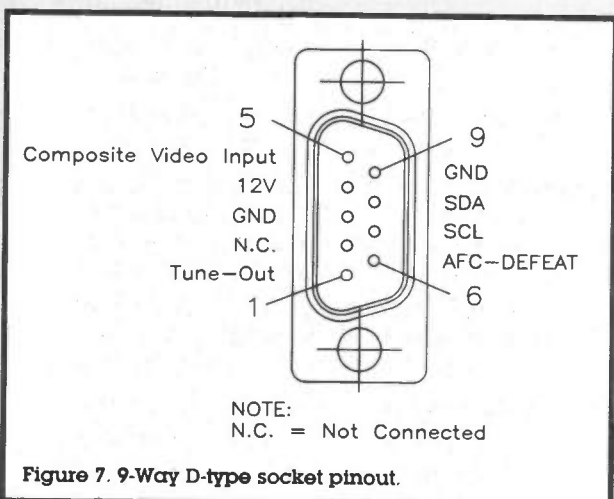 5
9
Composite Video Input
GND
12V
SDA
GND
SCL
N.C.
AFC-DEFEAT
Tune-Out
1
6
NOTE:
N.C. = Not Connected
Figure 7. 9-Way D-type socket pinout.